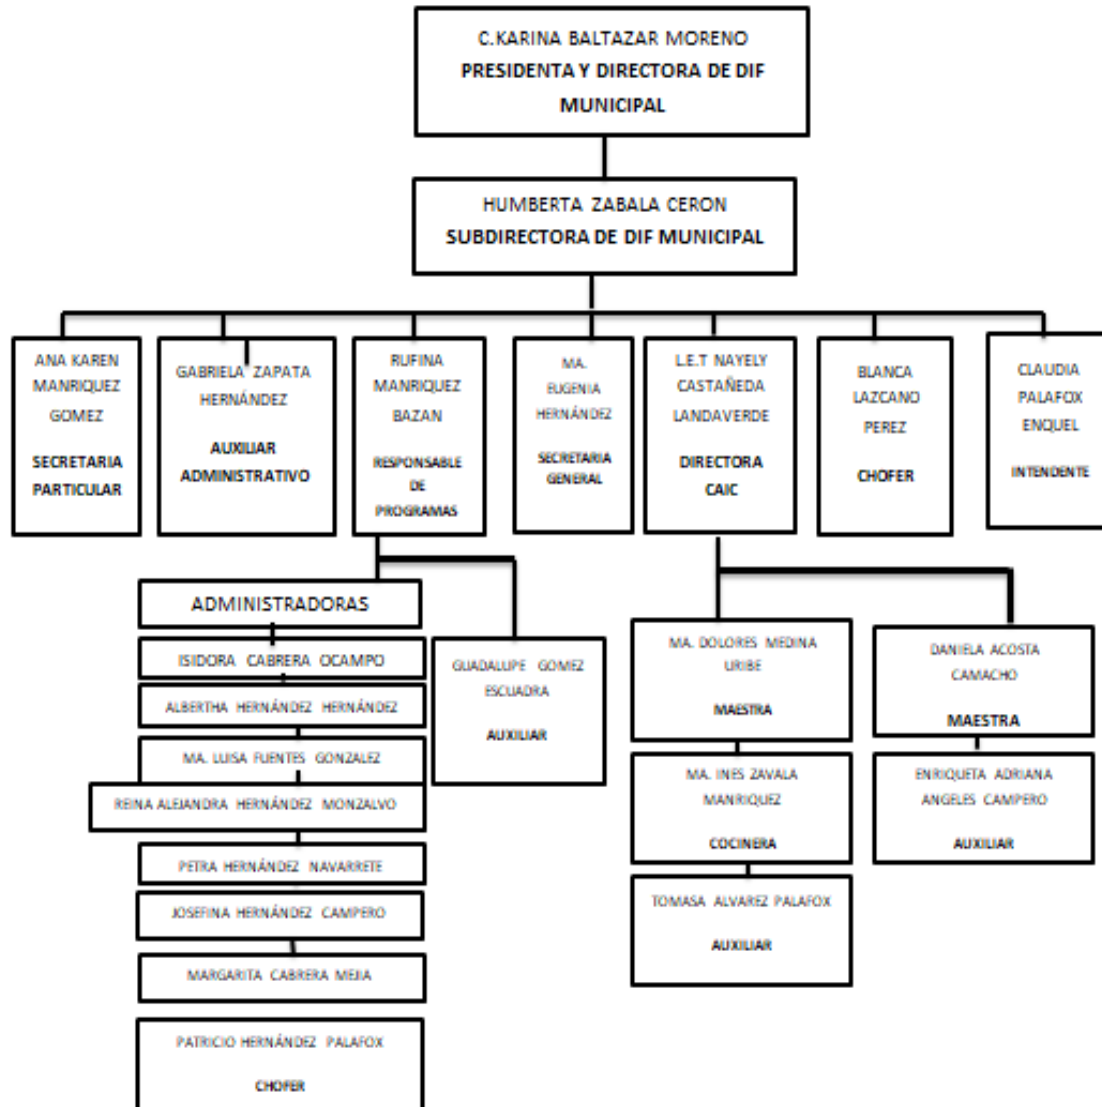 C.KARINA BALTAZAR MORENO
PRESIDENTA Y DIRECTORA DE DIF
MUNICIPAL
HUMBERTA ZABALA CERON
SUBDIRECTORA DE DIF MUNICIPAL
ANA KAREN
MANRIQUEZ
GOMEZ
SECRETARIA
PARTICULAR
GABRIELA ZAPATA
HERNÁNDEZ
AUXILIAR
ADMINISTRATIVO
RUFINA
MANRIQUEZ
BAZAN
RESPONSABLE
DE
PROGRAMAS
MA.
EUGENIA
HERNÁNDEZ
SECRETARIA
GENERAL
L.E.T NAYELY
CASTAÑEDA
LANDAVERDE
DIRECTORA
CAIC
BLANCA
LAZCANO
PEREZ
CHOFER
CLAUDIA
PALAFOX
ENQUEL
INTENDENTE
ADMINISTRADORAS
ISIDORA CABRERA OCAMPO
ALBERTHA HERNÁNDEZ HERNÁNDEZ
MA. LUISA FUENTES GONZALEZ
REINA ALEJANDRA HERNÁNDEZ MONZALVO
PETRA HERNÁNDEZ NAVARRETE
JOSEFINA HERNÁNDEZ CAMPERO
MARGARITA CABRERA MEJIA
PATRICIO HERNÁNDEZ PALAFOX
CHOFER
GUADALUPE GOMEZ
ESCUADRA
AUXILIAR
MA. DOLORES MEDINA
URIBE
MAESTRA
MA. INES ZAVALA
MANRIQUEZ
COCINERA
TOMASA ALVAREZ PALAFOX
AUXILIAR
DANIELA ACOSTA
CAMACHO
MAESTRA
ENRIQUETA ADRIANA
ANGELES CAMPERO
AUXILIAR